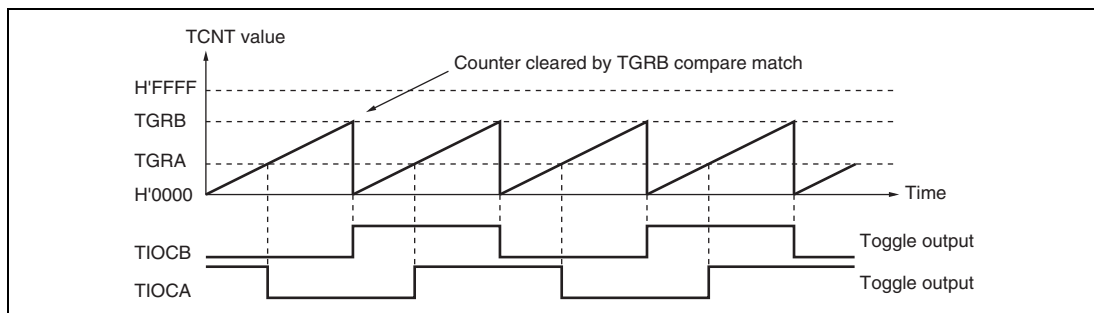 TCNT value
Counter cleared by TGRB compare match
H'FFFF
TGRB
TGRA
H'0000
Time
TIOCB
Toggle output
TIOCA
Toggle output